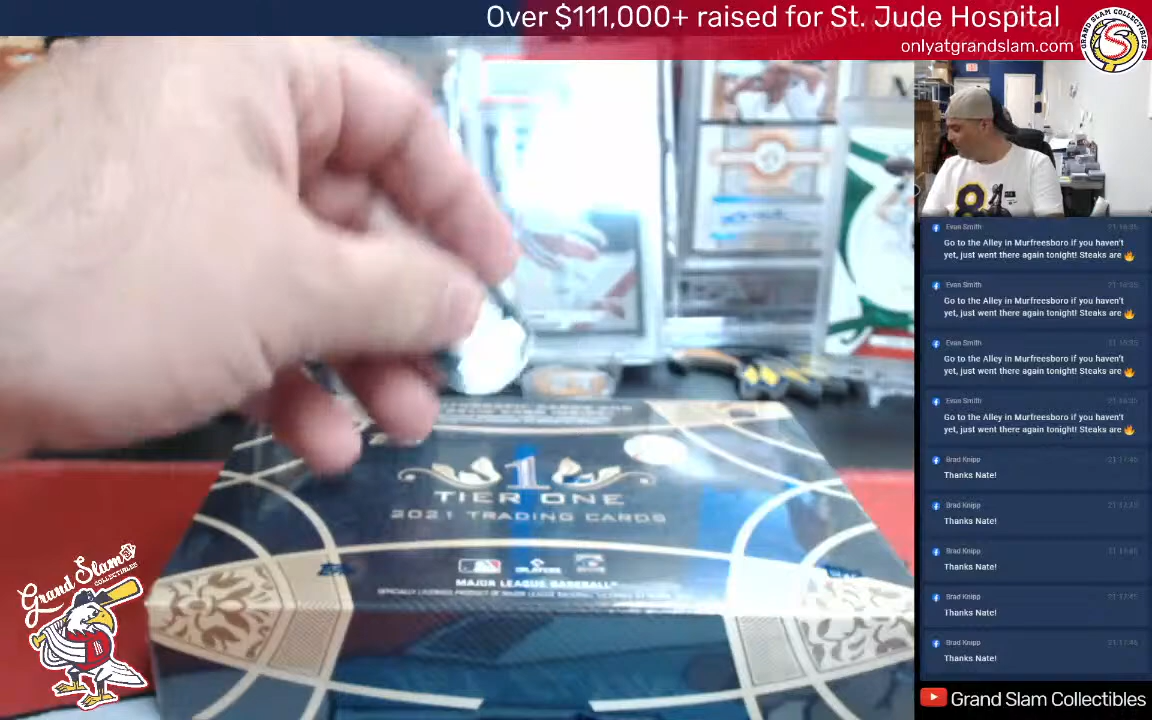 Over $111,000+ raised for St. Jude Hospital
onlyatgrandslam.com
GRAND SLAM COLLECTIBLES
Evan Smith
Go to the Alley in Murfreesboro if you haven't
yet, just went there again tonight! Steaks are 🔥
Evan Smith
Go to the Alley in Murfreesboro if you haven't
yet, just went there again tonight! Steaks are 🔥
Evan Smith
Go to the Alley in Murfreesboro if you haven't
yet, just went there again tonight! Steaks are 🔥
Evan Smith
Go to the Alley in Murfreesboro if you haven't
yet, just went there again tonight! Steaks are 🔥
Brad Knipp
Thanks Nate!
Brad Knipp
Thanks Nate!
Brad Knipp
Thanks Nate!
Brad Knipp
Thanks Nate!
Brad Knipp
Thanks Nate!
1
TIER ONE
2021 TRADING CARDS
MAJOR LEAGUE BASEBALL
Grand Slam
COLLECTIBLES
Grand Slam Collectibles